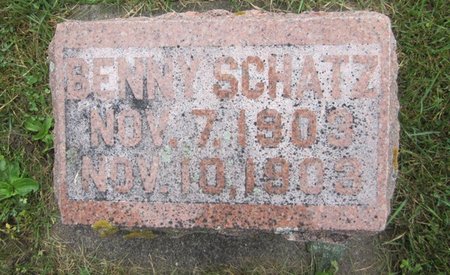 BENNY SCHATZ
NOV. 7, 1903
NOV. 10, 1903